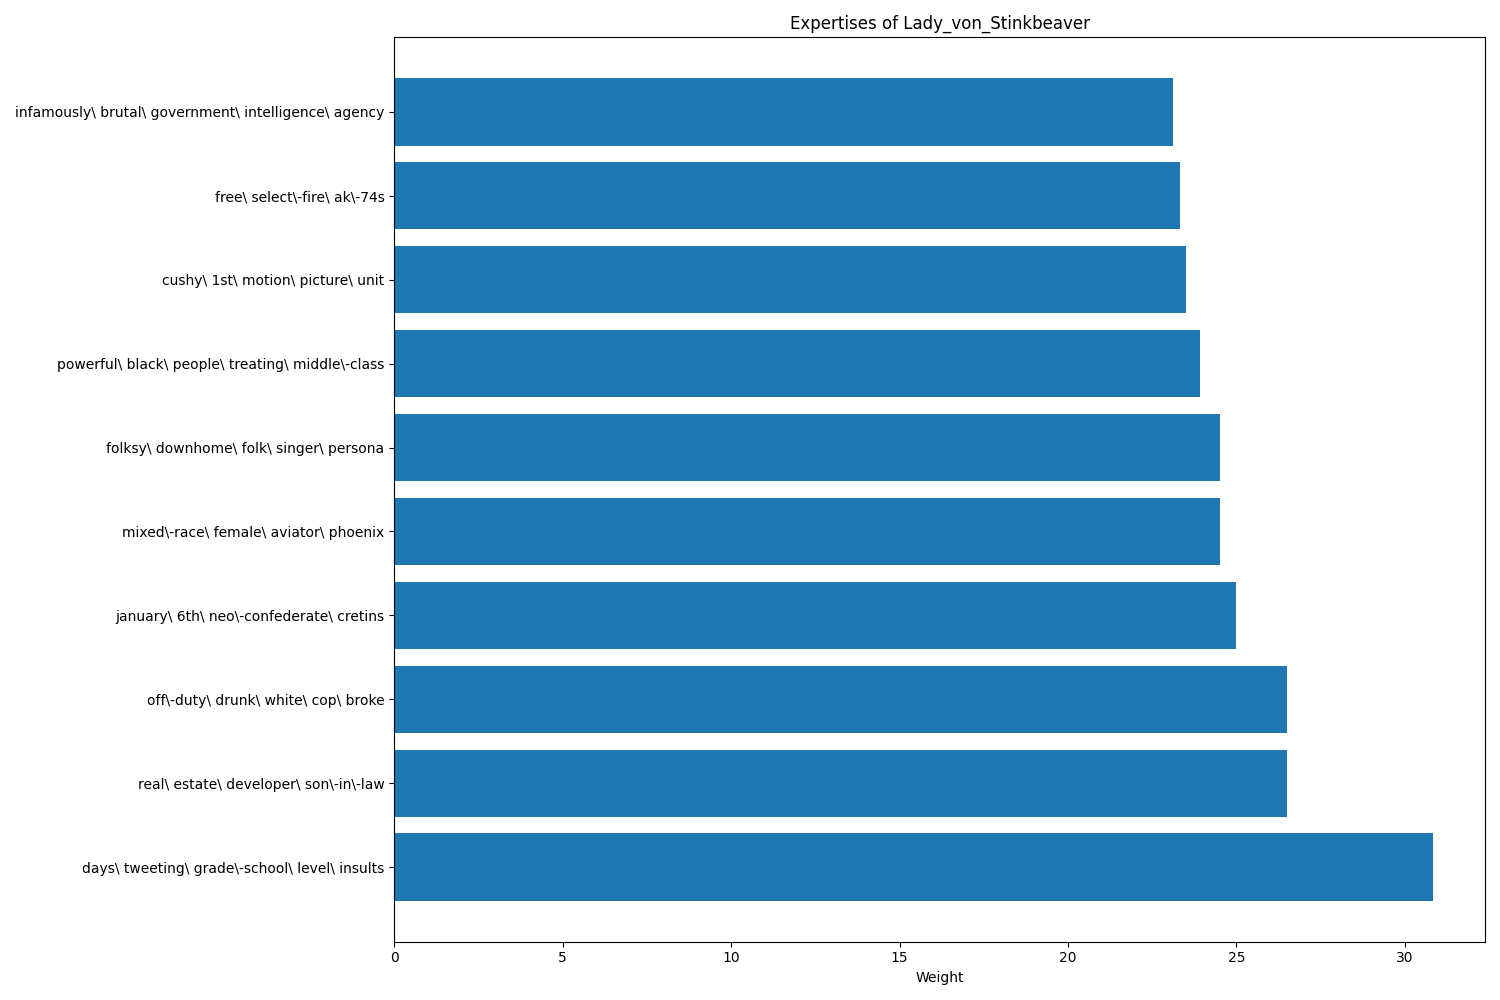 Expertises of Lady_von_Stinkbeaver
infamously\ brutal\ government\ intelligence\ agency
free\ select\-fire\ ak\-74s
cushy\ 1st\ motion\ picture\ unit
powerful\ black\ people\ treating\ middle\-class
folksy\ downhome\ folk\ singer\ persona
mixed\-race\ female\ aviator\ phoenix
january\ 6th\ neo\-confederate\ cretins
off\-duty\ drunk\ white\ cop\ broke
real\ estate\ developer\ son\-in\-law
days\ tweeting\ grade\-school\ level\ insults
0 5 10 15 20 25 30
Weight